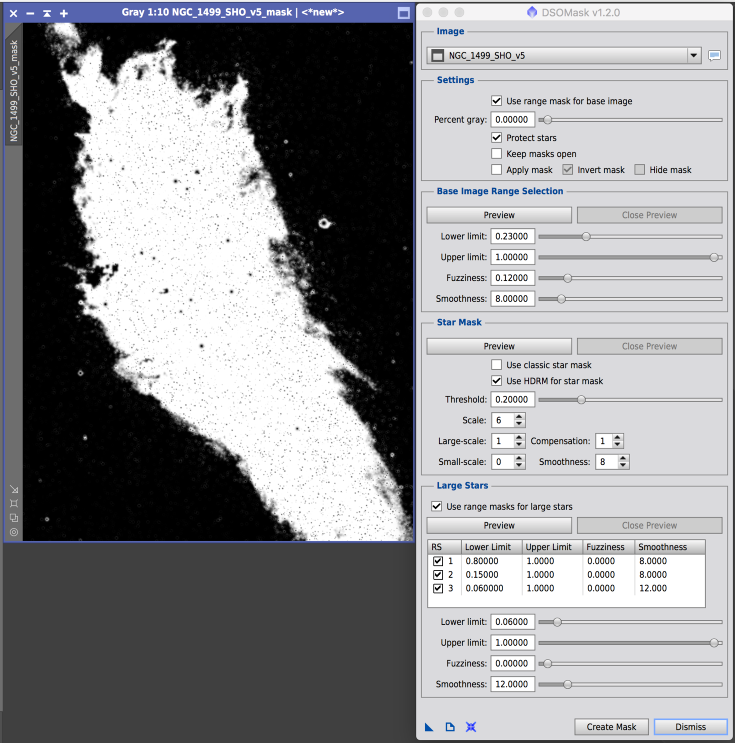 Gray 1:10 NGC_1499_SHO_v5_mask | <*new*>
NGC_1499_SHO_v5_mask
DSOMask v1.2.0
Image
NGC_1499_SHO_v5
Settings
Use range mask for base image
Percent gray: 0.00000
Protect stars
Keep masks open
Apply mask Invert mask Hide mask
Base Image Range Selection
Preview Close Preview
Lower limit: 0.23000
Upper limit: 1.00000
Fuzziness: 0.12000
Smoothness: 8.00000
Star Mask
Preview Close Preview
Use classic star mask
Use HDRM for star mask
Threshold: 0.20000
Scale: 6
Large-scale: 1 Compensation: 1
Small-scale: 0 Smoothness: 8
Large Stars
Use range masks for large stars
Preview Close Preview
RS Lower Limit Upper Limit Fuzziness Smoothness
1 0.80000 1.0000 0.0000 8.0000
2 0.15000 1.0000 0.0000 8.0000
3 0.060000 1.0000 0.0000 12.000
Lower limit: 0.06000
Upper limit: 1.00000
Fuzziness: 0.00000
Smoothness: 12.0000
Create Mask Dismiss